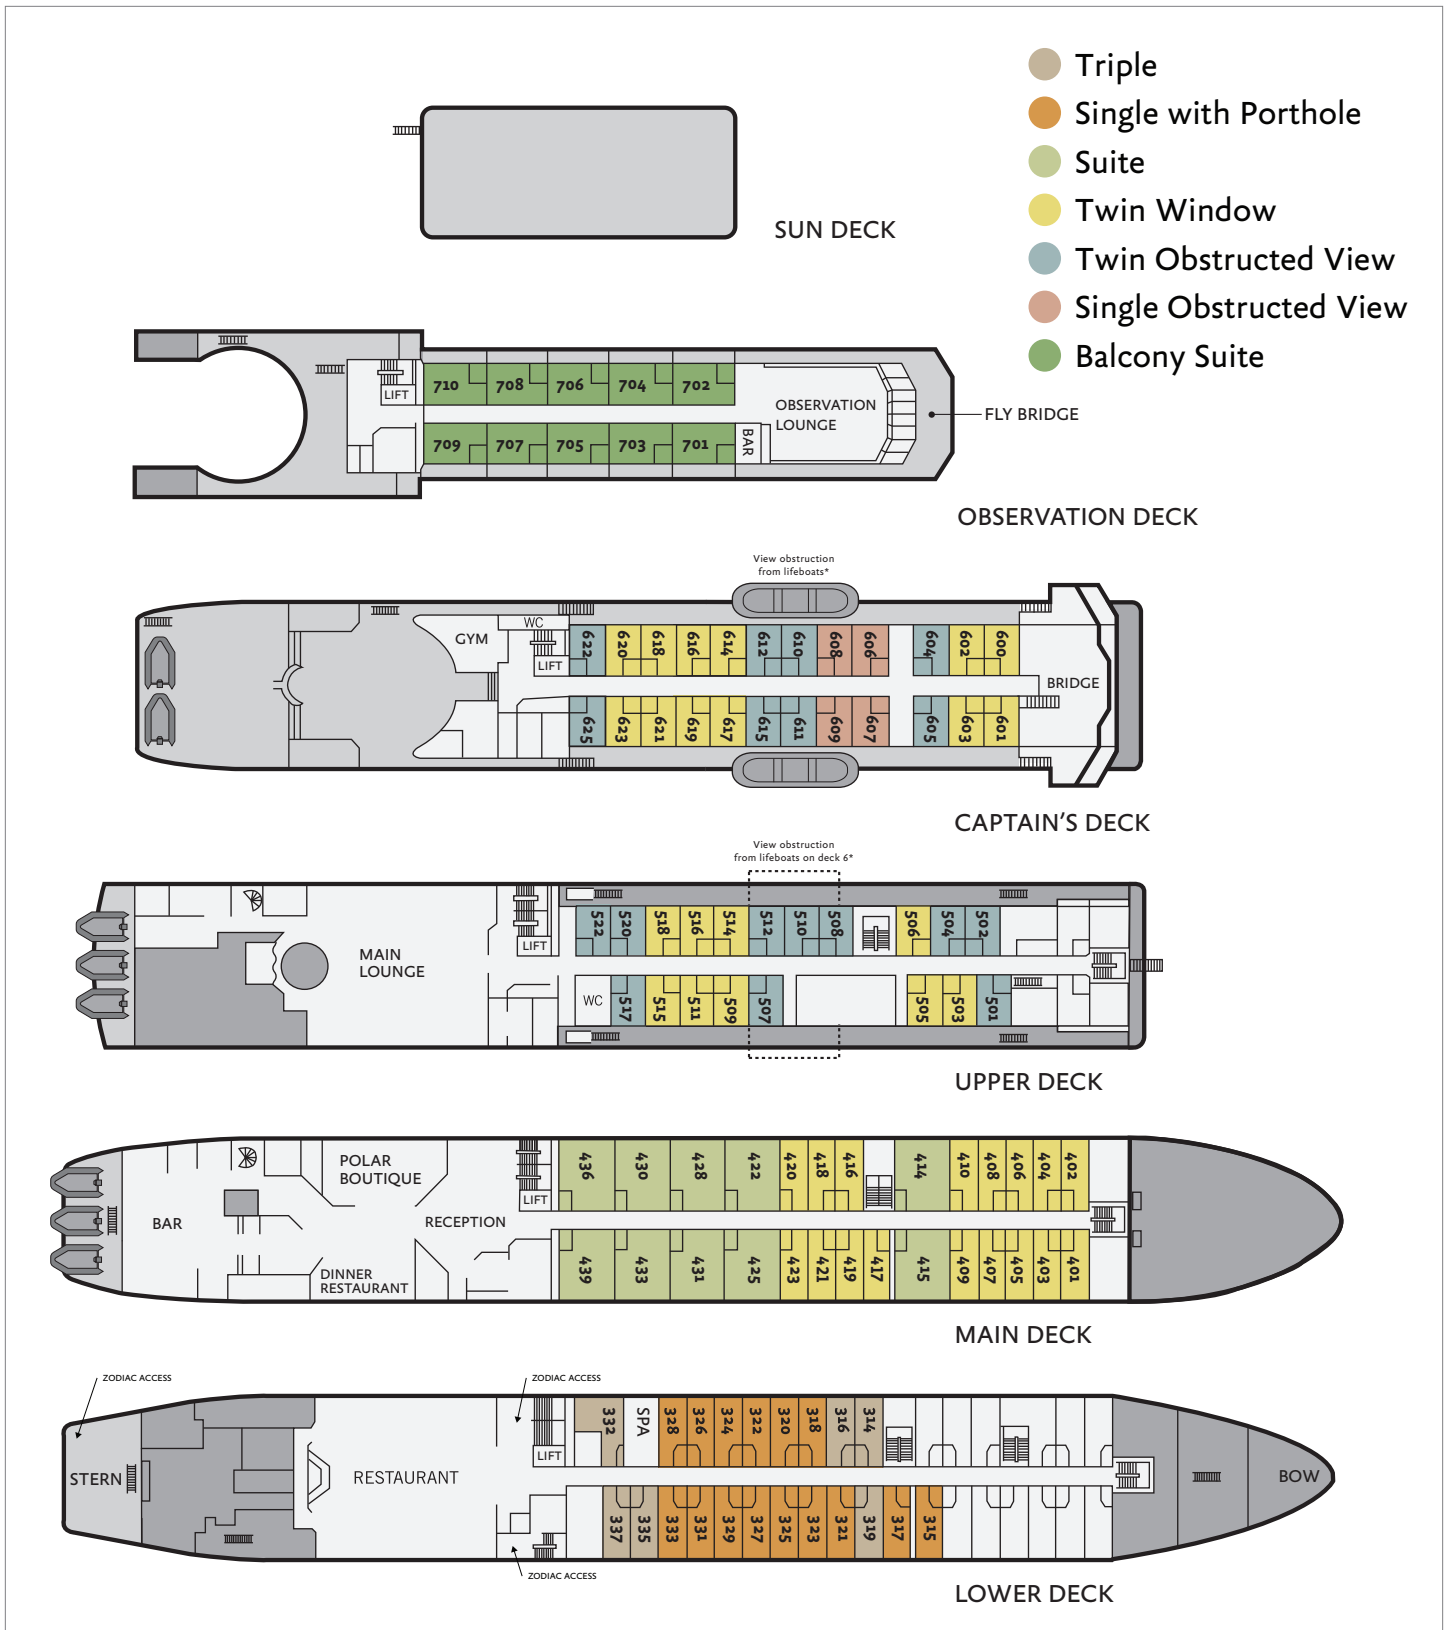 Triple
Single with Porthole
Suite
Twin Window
Twin Obstructed View
Single Obstructed View
Balcony Suite
SUN DECK
710 708 706 704 702
LIFT
OBSERVATION
LOUNGE
FLY BRIDGE
709 707 705 703 701
BAR
OBSERVATION DECK
View obstruction
from lifeboats*
WC
GYM
LIFT
622 620 618 616 614 612 610 608 606 604 602 600
BRIDGE
625 623 621 619 617 615 611 609 607 605 603 601
CAPTAIN'S DECK
View obstruction
from lifeboats on deck 6*
522 520 518 516 514 512 510 508 506 504 502
LIFT
MAIN
LOUNGE
WC
517 515 511 509 507 505 503 501
UPPER DECK
POLAR
BOUTIQUE
436 430 428 422 420 418 416 414 410 408 406 404 402
LIFT
BAR
RECEPTION
DINNER
RESTAURANT
439 433 431 425 423 421 419 417 415 409 407 405 403 401
MAIN DECK
ZODIAC ACCESS
ZODIAC ACCESS
332 SPA 328 326 324 322 320 318 316 314
LIFT
STERN
RESTAURANT
BOW
337 335 333 331 329 327 325 323 321 319 317 315
ZODIAC ACCESS
LOWER DECK